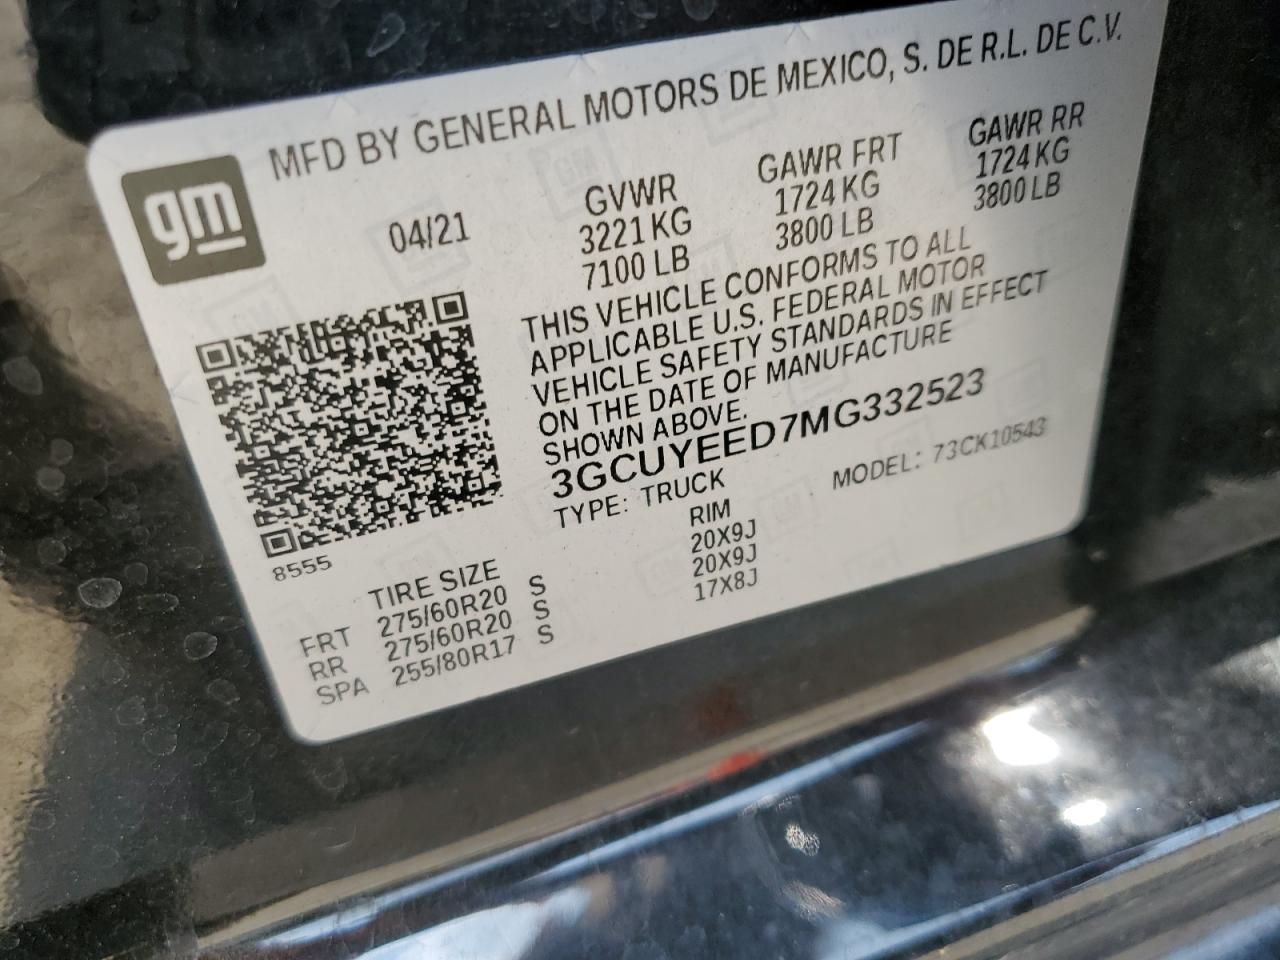 MFD BY GENERAL MOTORS DE MEXICO, S. DE R.L. DE C.V.
gm
04/21
GVWR
3221 KG
7100 LB
GAWR FRT
1724 KG
3800 LB
GAWR RR
1724 KG
3800 LB
THIS VEHICLE CONFORMS TO ALL
APPLICABLE U.S. FEDERAL MOTOR
VEHICLE SAFETY STANDARDS IN EFFECT
ON THE DATE OF MANUFACTURE
SHOWN ABOVE.
3GCUYEED7MG332523
TYPE: TRUCK
MODEL: 73CK10543
8555
TIRE SIZE RIM
FRT 275/60R20 S 20X9J
RR 275/60R20 S 20X9J
SPA 255/80R17 S 17X8J